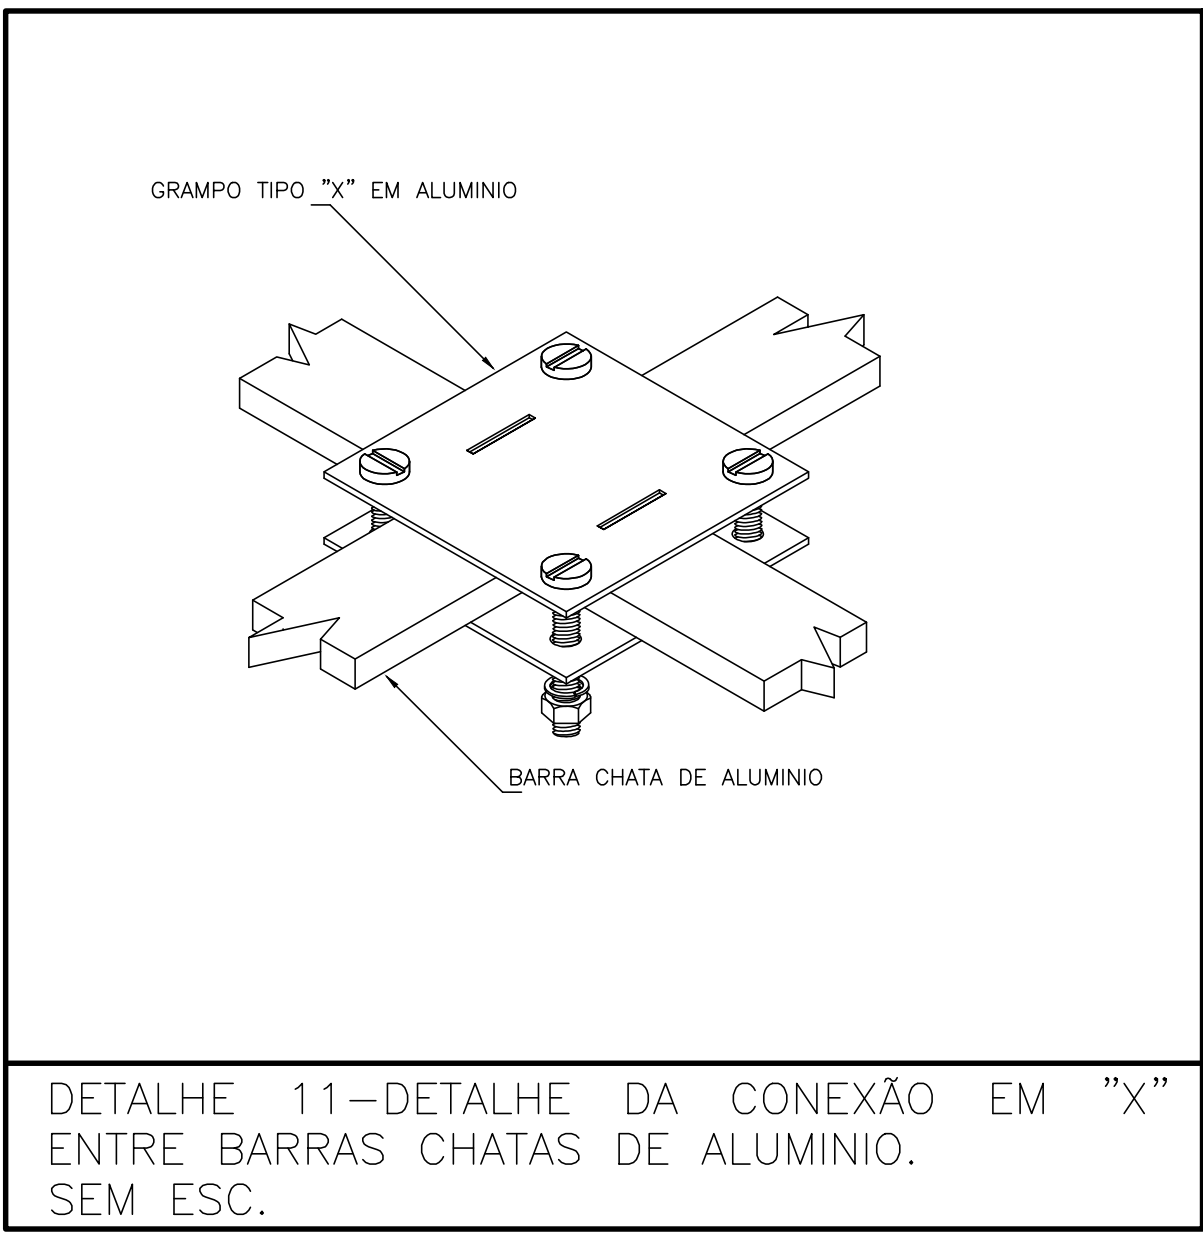 GRAMPO TIPO "X" EM ALUMINIO
BARRA CHATA DE ALUMINIO
DETALHE 11-DETALHE DA CONEXÃO EM "X"
ENTRE BARRAS CHATAS DE ALUMINIO.
SEM ESC.